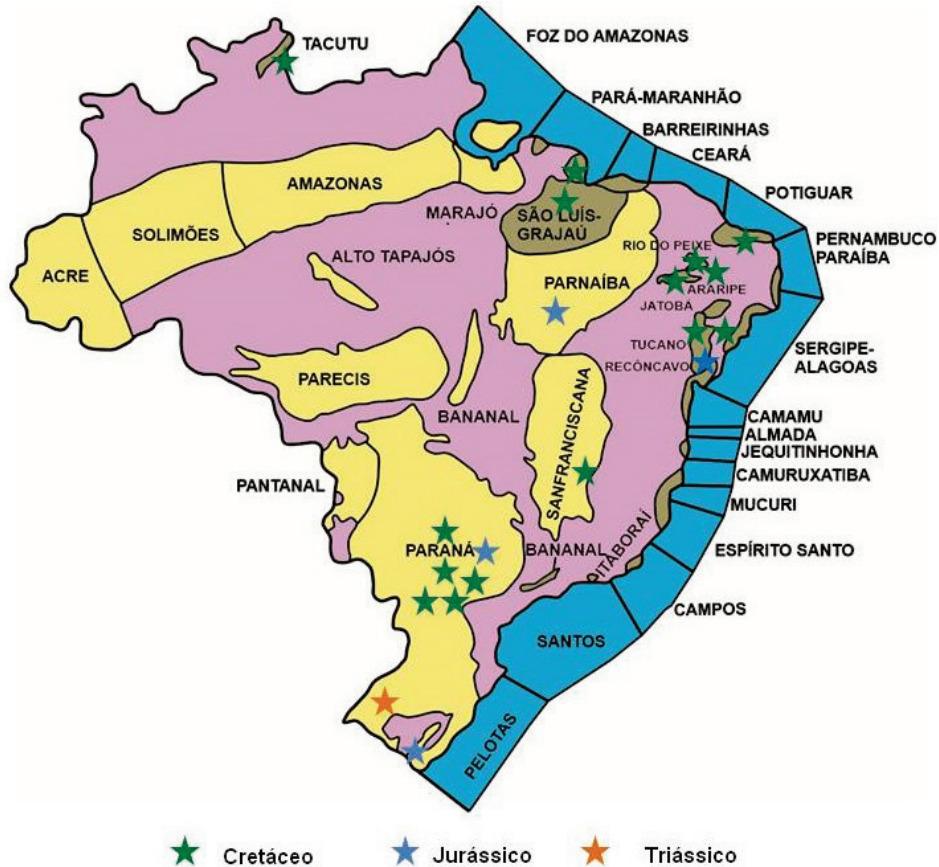 TACUTU
FOZ DO AMAZONAS
PARÁ-MARANHÃO
BARREIRINHAS
CEARÁ
POTIGUAR
PERNAMBUCO
PARAÍBA
AMAZONAS
SOLIMÕES
ACRE
MARAJÓ
SÃO LUÍS-
GRAJAÚ
ALTO TAPAJÓS
RIO DO PEIXE
ARARIPE
JATOBÁ
PARNAÍBA
TUCANO
RECÔNCAVO
SERGIPE-
ALAGOAS
PARECIS
BANANAL
SANFRANCISCANA
CAMAMU
ALMADA
JEQUITINHONHA
CAMURUXATIBA
MUCURI
PANTANAL
PARANÁ
BANANAL
ITABORAÍ
ESPÍRITO SANTO
CAMPOS
SANTOS
PELOTAS
Cretáceo
Jurássico
Triássico